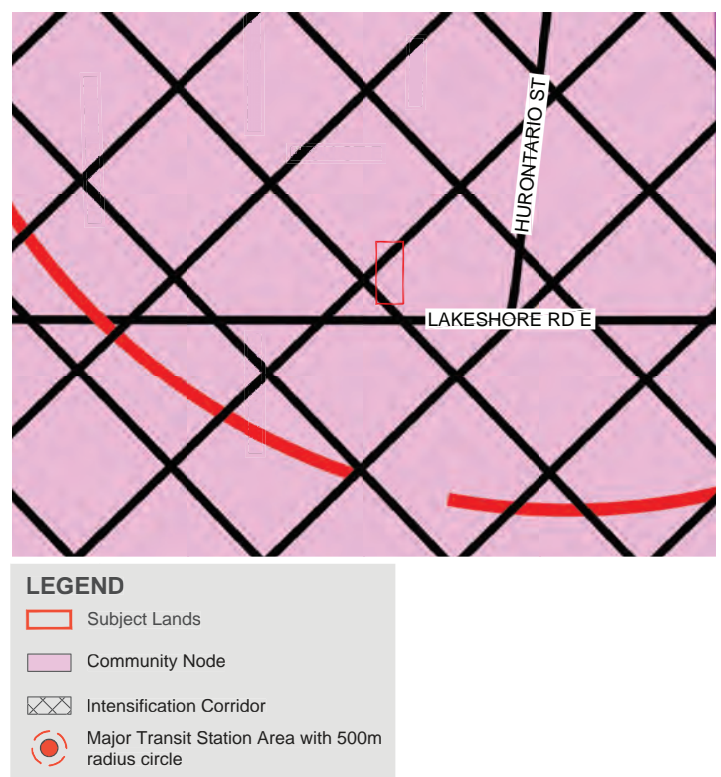 HURONTARIO ST
LAKESHORE RD E
LEGEND
Subject Lands
Community Node
Intensification Corridor
Major Transit Station Area with 500m
radius circle